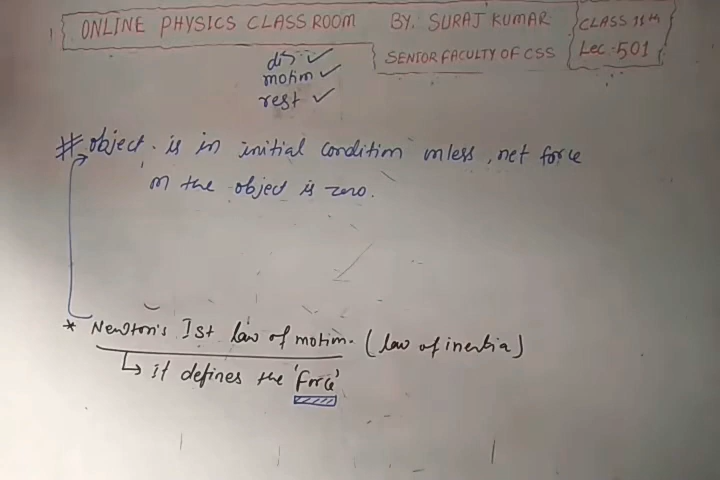 ONLINE PHYSICS CLASSROOM BY. SURAJ KUMAR CLASS 11th
SENIOR FACULTY OF CSS Lec-501
dis ✓
motion ✓
rest ✓
# object. is in initial condition unless, net force
on the object is zero.
* Newton's Ist law of motion. (law of inertia)
↳ it defines the 'Force'